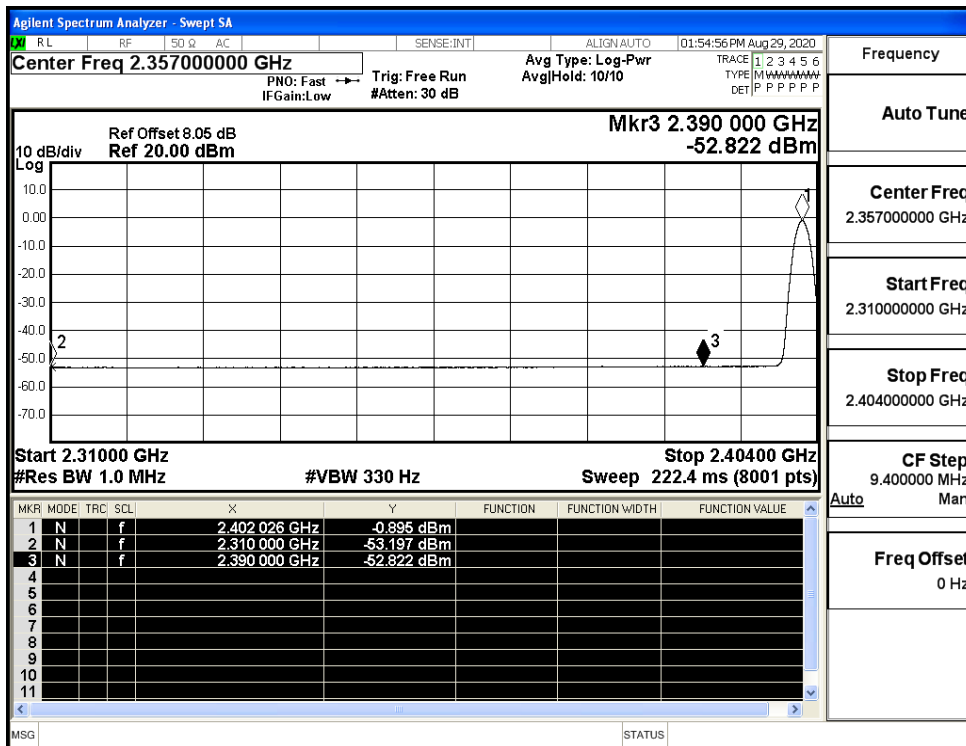 Agilent Spectrum Analyzer - Swept SA
LXI RL RF 50 Ω AC SENSE:INT ALIGN AUTO 01:54:56 PM Aug 29, 2020
Center Freq 2.357000000 GHz
PNO: Fast
IFGain:Low
Trig: Free Run
#Atten: 30 dB
Avg Type: Log-Pwr
Avg|Hold: 10/10
TRACE 1 2 3 4 5 6
TYPE M WWWWW
DET P P P P P P
Frequency
Auto Tune
Center Freq
2.357000000 GHz
Start Freq
2.310000000 GHz
Stop Freq
2.404000000 GHz
CF Step
9.400000 MHz
Auto Man
Freq Offset
0 Hz
Mkr3 2.390 000 GHz
-52.822 dBm
Ref Offset 8.05 dB
10 dB/div Ref 20.00 dBm
Log
10.0
0.00
-10.0
-20.0
-30.0
-40.0
-50.0
-60.0
-70.0
1
2
3
Start 2.31000 GHz Stop 2.40400 GHz
#Res BW 1.0 MHz #VBW 330 Hz Sweep 222.4 ms (8001 pts)
MKR MODE TRC SCL X Y FUNCTION FUNCTION WIDTH FUNCTION VALUE
1 N f 2.402 026 GHz -0.895 dBm
2 N f 2.310 000 GHz -53.197 dBm
3 N f 2.390 000 GHz -52.822 dBm
4
5
6
7
8
9
10
11
MSG STATUS